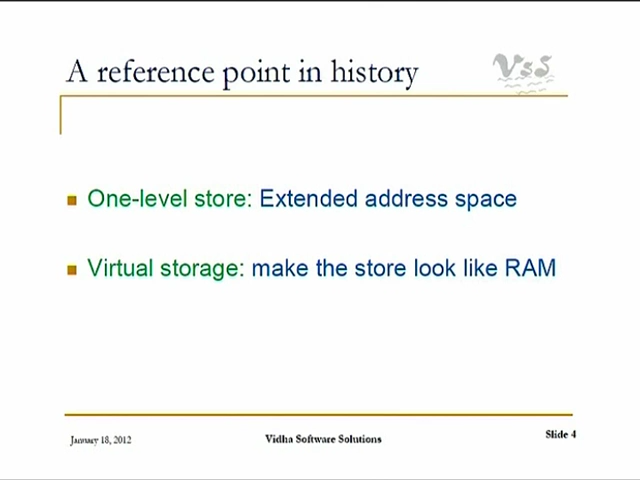 A reference point in history
VsS
One-level store: Extended address space
Virtual storage: make the store look like RAM
January 18, 2012
Vidha Software Solutions
Slide 4